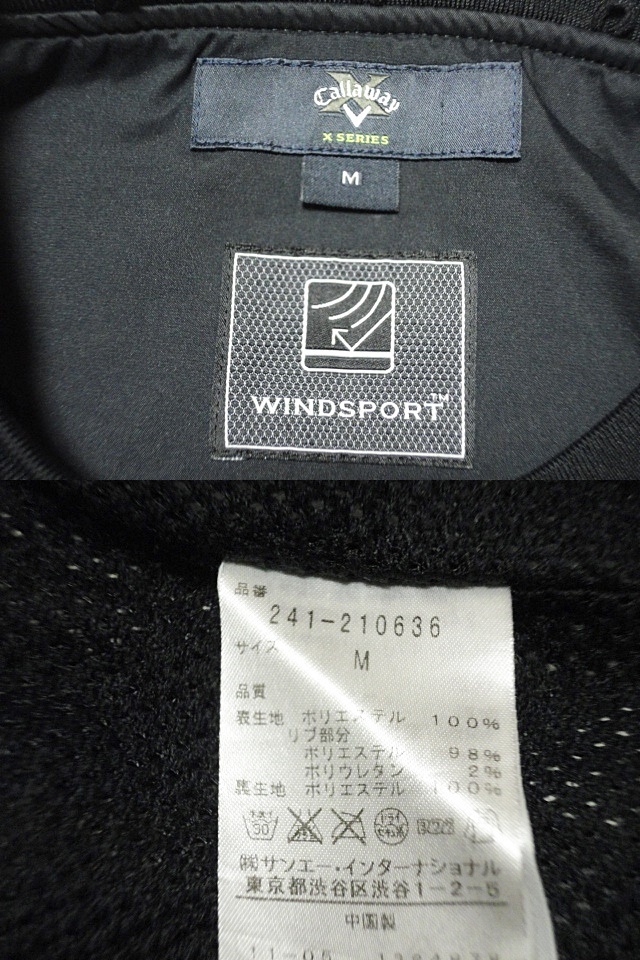 Callaway
X
X SERIES
M
WINDSPORT™
品番
241-210636
サイズ
M
品質
表生地 ポリエステル 100%
リブ部分
ポリエステル 98%
ポリウレタン 2%
裏生地 ポリエステル 100%
30
ドライ
㈱サンエー・インターナショナル
東京都渋谷区渋谷1-2-5
中国製